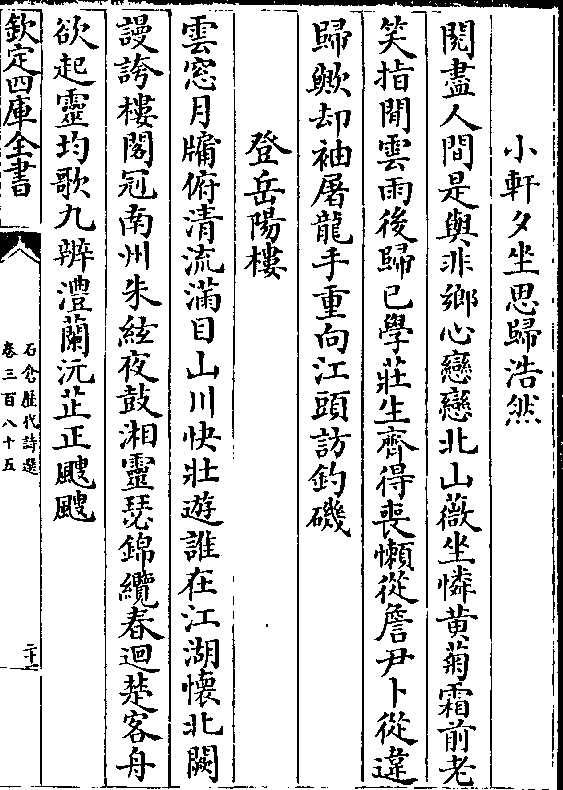 小軒夕坐思歸浩然
閱盡人間是與非鄉心戀戀北山薇坐憐黃菊霜前老
笑指閒雲雨後歸已學莊生齊得喪懶從詹尹卜從違
歸歟却袖屠龍手重向江頭訪釣磯
登岳陽樓
雲窓月牖俯清流滿目山川快壯遊誰在江湖懷北闕
謾誇樓閣冠南州朱絃夜鼓湘靈瑟錦纜春迴楚客舟
欲起靈均歌九辨澧蘭沅芷正颼颼
欽定四庫全書
石倉歴代詩選
卷三百八十五
二十